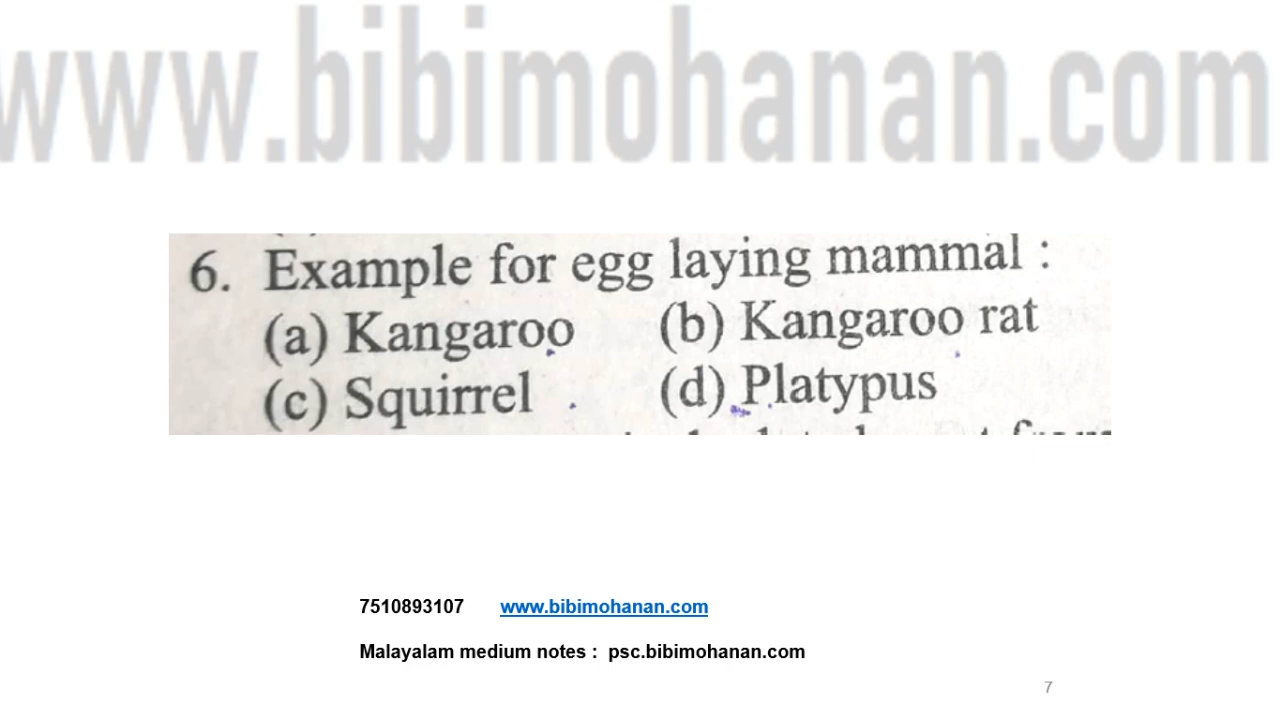 www.bibimohanan.com
6. Example for egg laying mammal :
(a) Kangaroo (b) Kangaroo rat
(c) Squirrel (d) Platypus
7510893107 www.bibimohanan.com
Malayalam medium notes : psc.bibimohanan.com
7